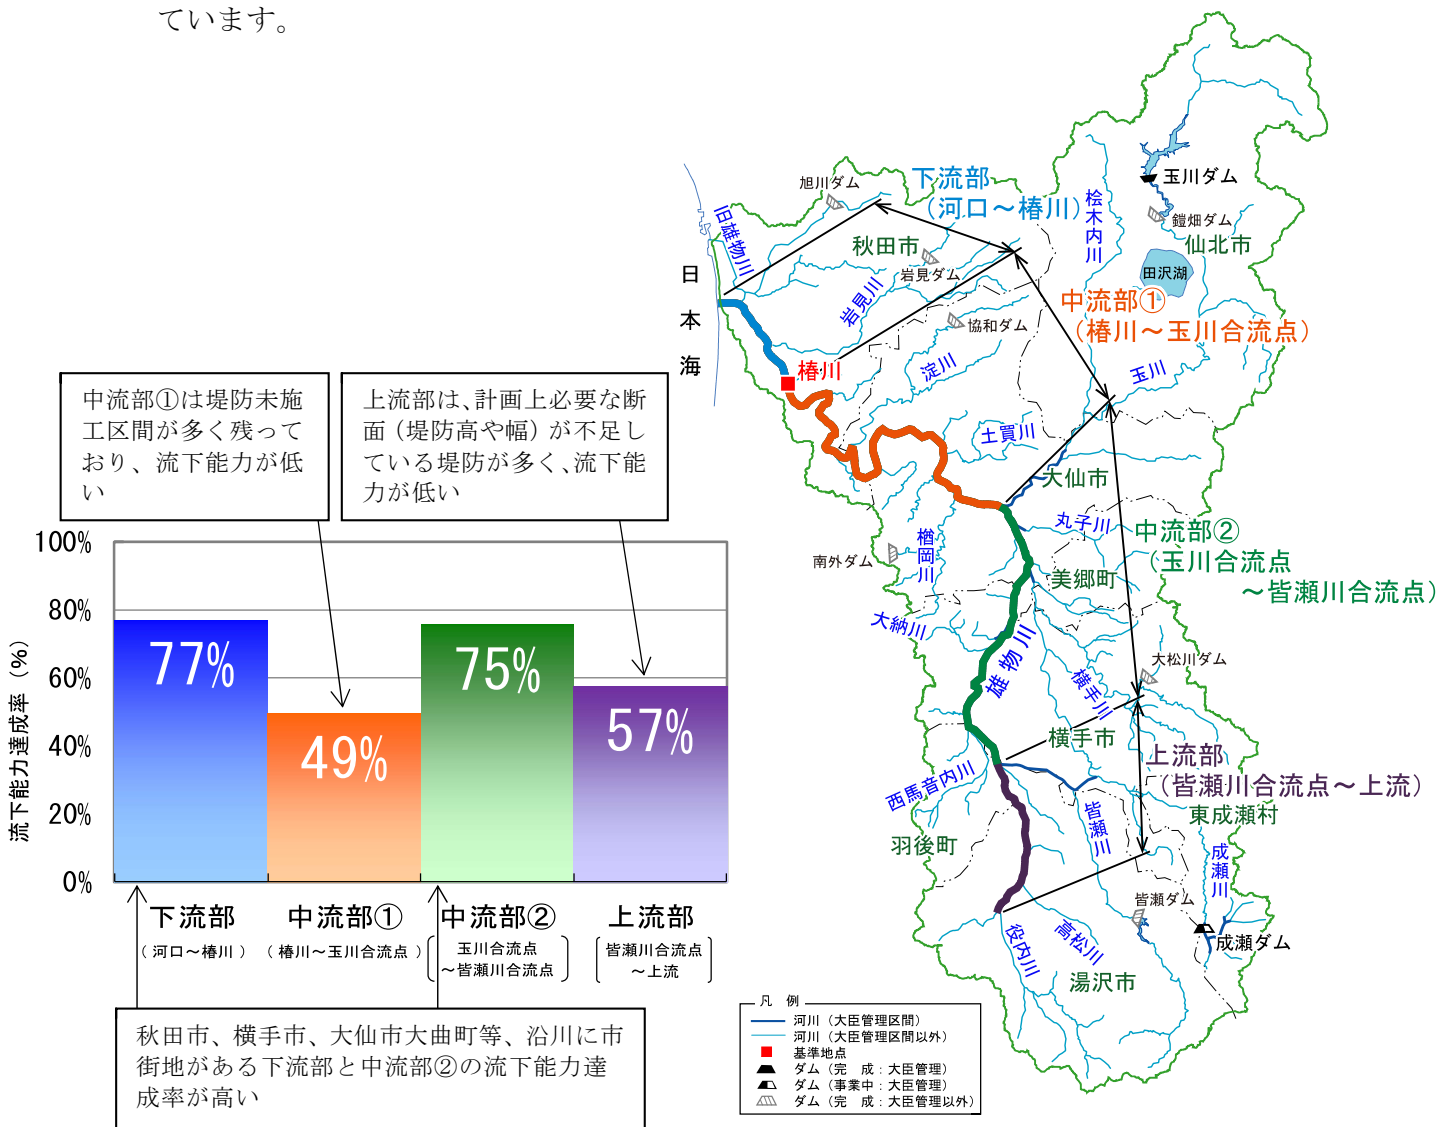 ています。
中流部①は堤防未施
工区間が多く残って
おり、流下能力が低
い
上流部は、計画上必要な断
面（堤防高や幅）が不足し
ている堤防が多く、流下能
力が低い
流下能力達成率（%）
100%
80%
60%
40%
20%
0%
77%
49%
75%
57%
下流部
（河口～椿川）
中流部①
（椿川～玉川合流点）
中流部②
玉川合流点
～皆瀬川合流点
上流部
皆瀬川合流点
～上流
秋田市、横手市、大仙市大曲町等、沿川に市
街地がある下流部と中流部②の流下能力達
成率が高い
日本海
旧雄物川
旭川ダム
下流部
（河口～椿川）
秋田市
岩見ダム
岩見川
桧木内川
玉川ダム
鎧畑ダム
仙北市
田沢湖
中流部①
（椿川～玉川合流点）
協和ダム
椿川
淀川
玉川
土買川
大仙市
丸子川
中流部②
（玉川合流点
～皆瀬川合流点）
楢岡川
南外ダム
美郷町
大納川
雄物川
大松川ダム
横手川
横手市
上流部
（皆瀬川合流点～上流）
西馬音内川
東成瀬村
皆瀬川
羽後町
成瀬川
皆瀬ダム
成瀬ダム
役内川
高松川
湯沢市
凡 例
河川（大臣管理区間）
河川（大臣管理区間以外）
基準地点
ダム（完 成：大臣管理）
ダム（事業中：大臣管理）
ダム（完 成：大臣管理以外）